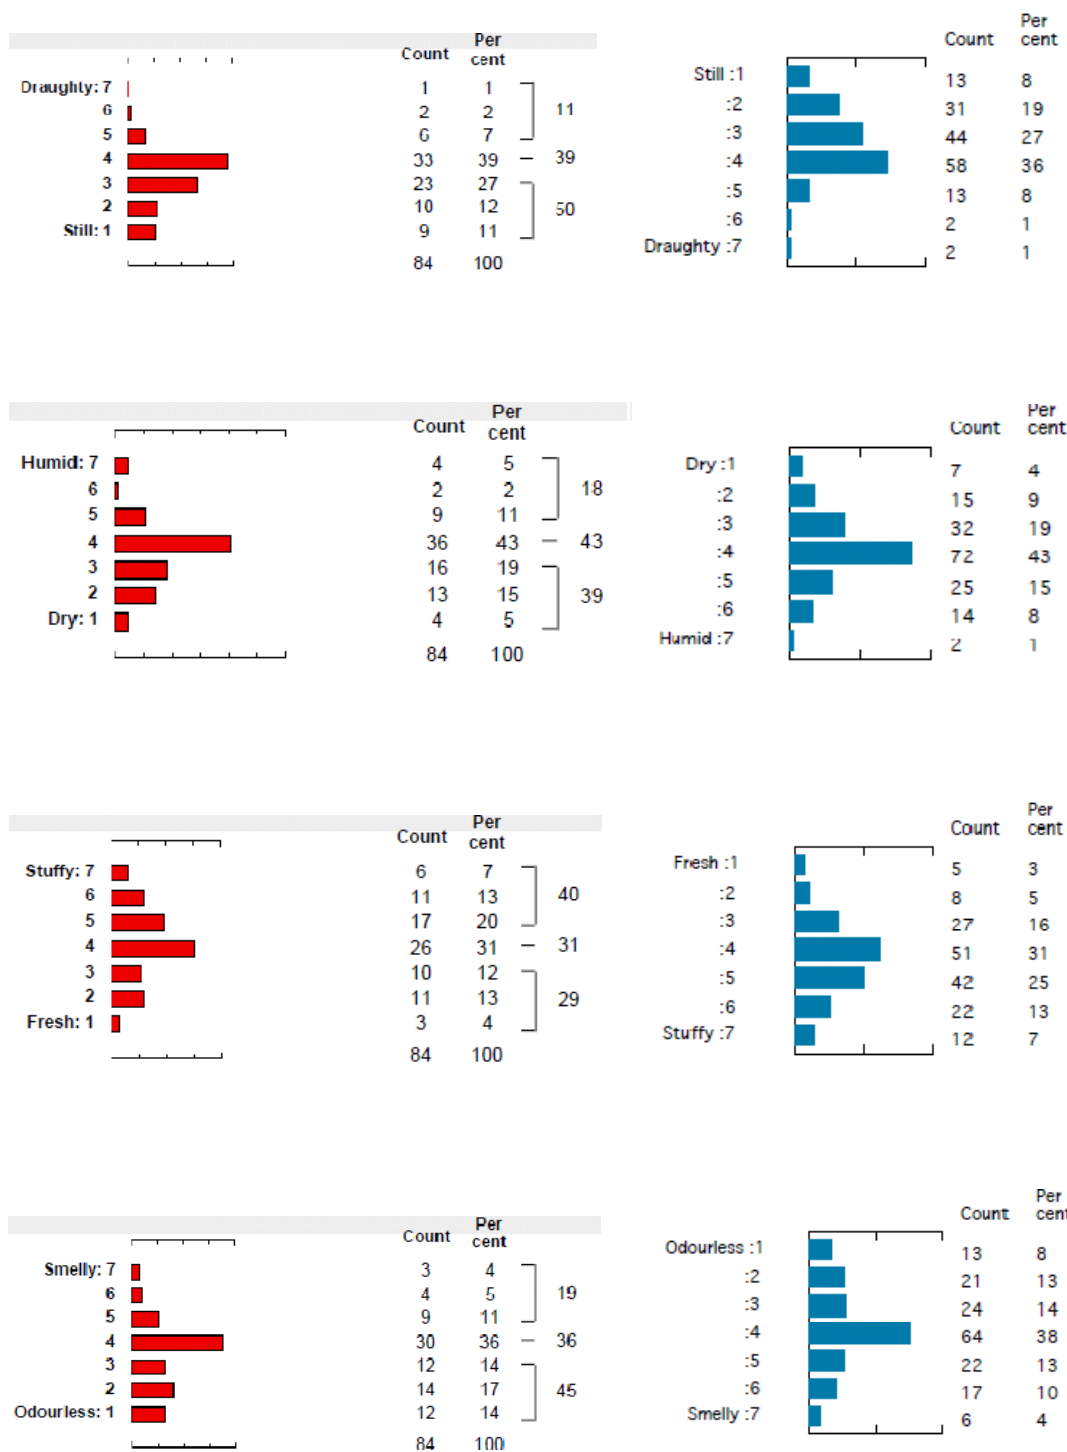 Per
Count cent
Draughty: 7 1 1
6 2 2 11
5 6 7
4 33 39 39
3 23 27
2 10 12 50
Still: 1 9 11
84 100
Per
Count cent
Still :1 13 8
:2 31 19
:3 44 27
:4 58 36
:5 13 8
:6 2 1
Draughty :7 2 1
Per
Count cent
Humid: 7 4 5
6 2 2 18
5 9 11
4 36 43 43
3 16 19
2 13 15 39
Dry: 1 4 5
84 100
Per
Count cent
Dry :1 7 4
:2 15 9
:3 32 19
:4 72 43
:5 25 15
:6 14 8
Humid :7 2 1
Per
Count cent
Stuffy: 7 6 7
6 11 13 40
5 17 20
4 26 31 31
3 10 12
2 11 13 29
Fresh: 1 3 4
84 100
Per
Count cent
Fresh :1 5 3
:2 8 5
:3 27 16
:4 51 31
:5 42 25
:6 22 13
Stuffy :7 12 7
Per
Count cent
Smelly: 7 3 4
6 4 5 19
5 9 11
4 30 36 36
3 12 14
2 14 17 45
Odourless: 1 12 14
84 100
Per
Count cent
Odourless :1 13 8
:2 21 13
:3 24 14
:4 64 38
:5 22 13
:6 17 10
Smelly :7 6 4